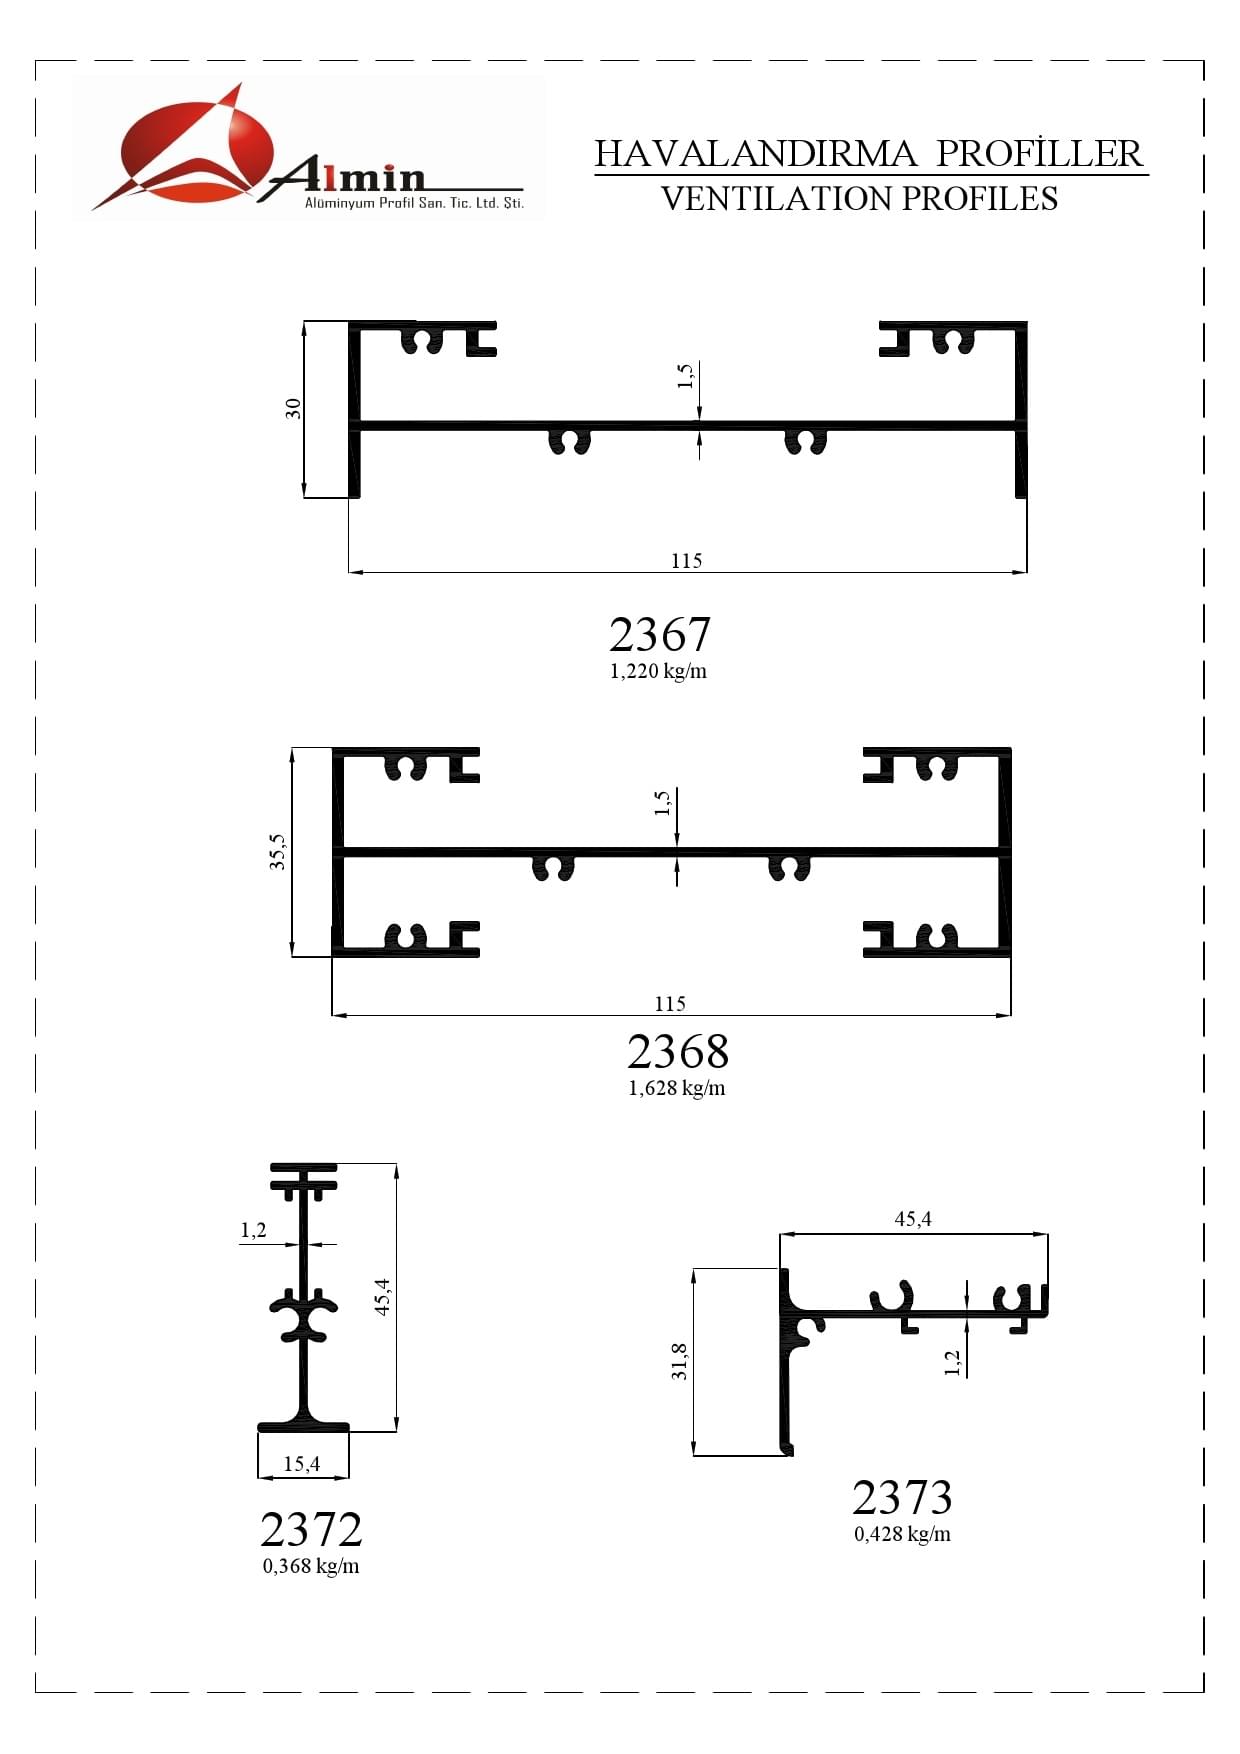 Almin
Alüminyum Profil San. Tic. Ltd. Şti.
HAVALANDIRMA PROFİLLER
VENTILATION PROFILES
30
1,5
115
2367
1,220 kg/m
35,5
1,5
115
2368
1,628 kg/m
1,2
45,4
15,4
2372
0,368 kg/m
45,4
31,8
1,2
2373
0,428 kg/m